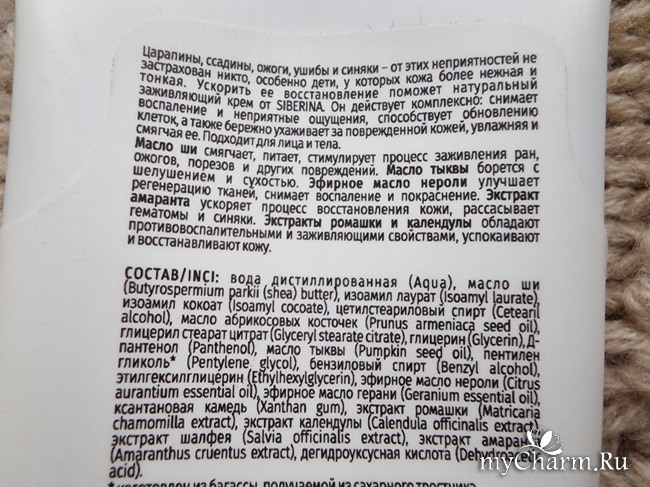 Царапины, ссадины, ожоги, ушибы и синяки – от этих неприятностей не
застрахован никто, особенно дети, у которых кожа более нежная и
тонкая. Ускорить ее восстановление поможет натуральный
заживляющий крем от SIBERINA. Он действует комплексно: снимает
воспаление и неприятные ощущения, способствует обновлению
клеток, а также бережно ухаживает за поврежденной кожей, увлажняя и
смягчая ее. Подходит для лица и тела.
Масло ши смягчает, питает, стимулирует процесс заживления ран,
ожогов, порезов и других повреждений. Масло тыквы борется с
шелушением и сухостью. Эфирное масло нероли улучшает
регенерацию тканей, снимает воспаление и покраснение. Экстракт
амаранта ускоряет процесс восстановления кожи, рассасывает
гематомы и синяки. Экстракты ромашки и календулы обладают
противовоспалительными и заживляющими свойствами, успокаивают
и восстанавливают кожу.
СОСТАВ/INCI: вода дистиллированная (Aqua), масло ши
(Butyrospermium parkii (shea) butter), изоамил лаурат (Isoamyl laurate),
изоамил кокоат (Isoamyl cocoate), цетилстеариловый спирт (Cetearil
alcohol), масло абрикосовых косточек (Prunus armeniaca seed oil),
глицерил стеарат цитрат (Glyceryl stearate citrate), глицерин (Glycerin), Д-
пантенол (Panthenol), масло тыквы (Pumpkin seed oil), пентилен
гликоль* (Pentylene glycol), бензиловый спирт (Benzyl alcohol),
этилгексилглицерин (Ethylhexylglycerin), эфирное масло нероли (Citrus
aurantium essential oil), эфирное масло герани (Geranium essential oil),
ксантановая камедь (Xanthan gum), экстракт ромашки (Matricaria
chamomilla extract), экстракт календулы (Calendula officinalis extract),
экстракт шалфея (Salvia officinalis extract), экстракт амаранта
(Amaranthus cruentus extract), дегидроуксусная кислота (Dehydroacetic
acid).
* изготовлен из багассы, получаемой из сахарного тростника
myCharm.Ru